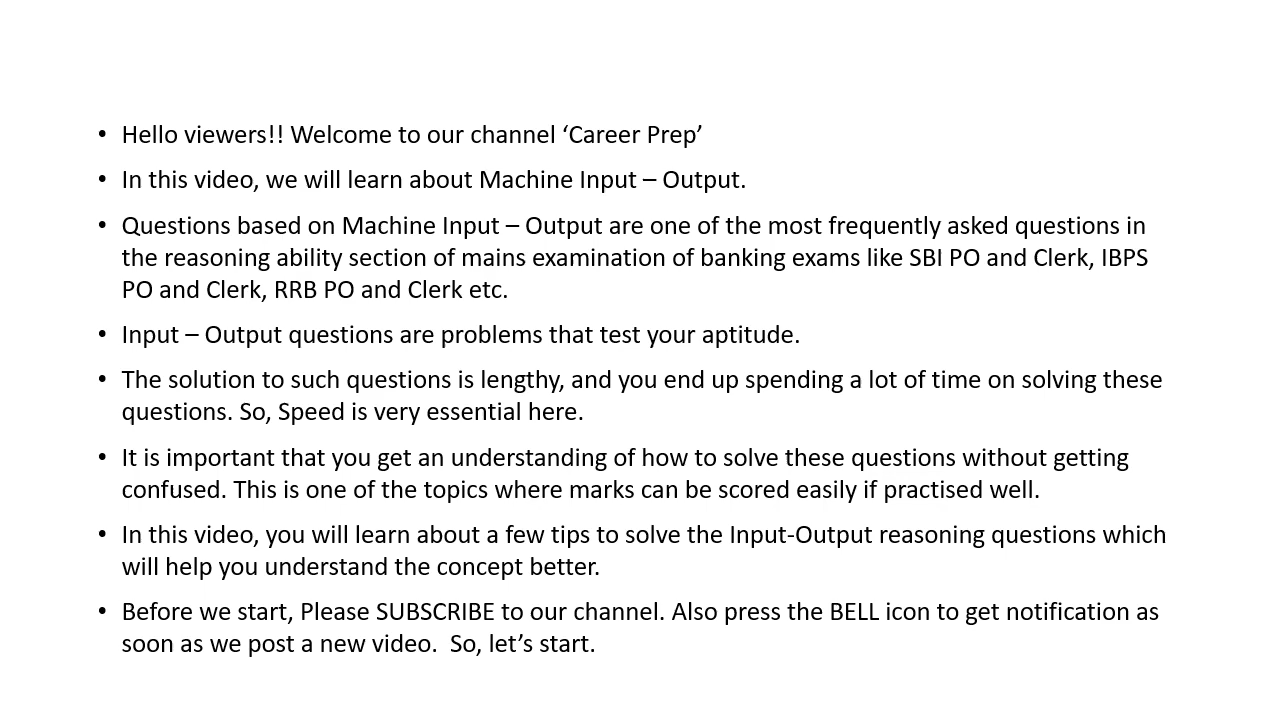 • Hello viewers!! Welcome to our channel ‘Career Prep’
• In this video, we will learn about Machine Input – Output.
• Questions based on Machine Input – Output are one of the most frequently asked questions in
the reasoning ability section of mains examination of banking exams like SBI PO and Clerk, IBPS
PO and Clerk, RRB PO and Clerk etc.
• Input – Output questions are problems that test your aptitude.
• The solution to such questions is lengthy, and you end up spending a lot of time on solving these
questions. So, Speed is very essential here.
• It is important that you get an understanding of how to solve these questions without getting
confused. This is one of the topics where marks can be scored easily if practised well.
• In this video, you will learn about a few tips to solve the Input-Output reasoning questions which
will help you understand the concept better.
• Before we start, Please SUBSCRIBE to our channel. Also press the BELL icon to get notification as
soon as we post a new video.  So, let’s start.